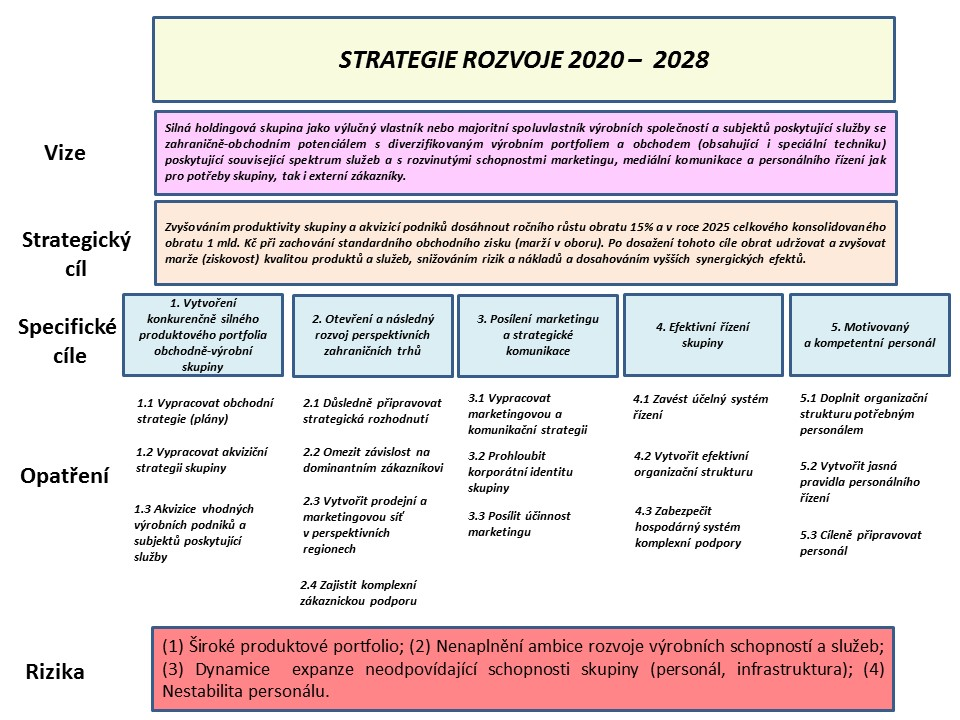 STRATEGIE ROZVOJE 2020 – 2028
Vize
Silná holdingová skupina jako výlučný vlastník nebo majoritní spoluvlastník výrobních společností a subjektů poskytující služby se
zahraničně-obchodním potenciálem s diverzifikovaným výrobním portfoliem a obchodem (obsahující i speciální techniku)
poskytující související spektrum služeb a s rozvinutými schopnostmi marketingu, mediální komunikace a personálního řízení jak
pro potřeby skupiny, tak i externí zákazníky.
Strategický
cíl
Zvyšováním produktivity skupiny a akvizicí podniků dosáhnout ročního růstu obratu 15% a v roce 2025 celkového konsolidovaného
obratu 1 mld. Kč při zachování standardního obchodního zisku (marží v oboru). Po dosažení tohoto cíle obrat udržovat a zvyšovat
marže (ziskovost) kvalitou produktů a služeb, snižováním rizik a nákladů a dosahováním vyšších synergických efektů.
Specifické
cíle
1. Vytvoření
konkurenčně silného
produktového portfolia
obchodně-výrobní
skupiny
2. Otevření a následný
rozvoj perspektivních
zahraničních trhů
3. Posílení marketingu
a strategické
komunikace
4. Efektivní řízení
skupiny
5. Motivovaný
a kompetentní personál
Opatření
1.1 Vypracovat obchodní
strategie (plány)
1.2 Vypracovat akviziční
strategii skupiny
1.3 Akvizice vhodných
výrobních podniků a
subjektů poskytující
služby
2.1 Důsledně připravovat
strategická rozhodnutí
2.2 Omezit závislost na
dominantním zákazníkovi
2.3 Vytvořit prodejní a
marketingovou síť
v perspektivních
regionech
2.4 Zajistit komplexní
zákaznickou podporu
3.1 Vypracovat
marketingovou a
komunikační strategii
3.2 Prohloubit
korporátní identitu
skupiny
3.3 Posílit účinnost
marketingu
4.1 Zavést účelný systém
řízení
4.2 Vytvořit efektivní
organizační strukturu
4.3 Zabezpečit
hospodárný systém
komplexní podpory
5.1 Doplnit organizační
strukturu potřebným
personálem
5.2 Vytvořit jasná
pravidla personálního
řízení
5.3 Cíleně připravovat
personál
Rizika
(1) Široké produktové portfolio; (2) Nenaplnění ambice rozvoje výrobních schopností a služeb;
(3) Dynamice expanze neodpovídající schopnosti skupiny (personál, infrastruktura); (4)
Nestabilita personálu.